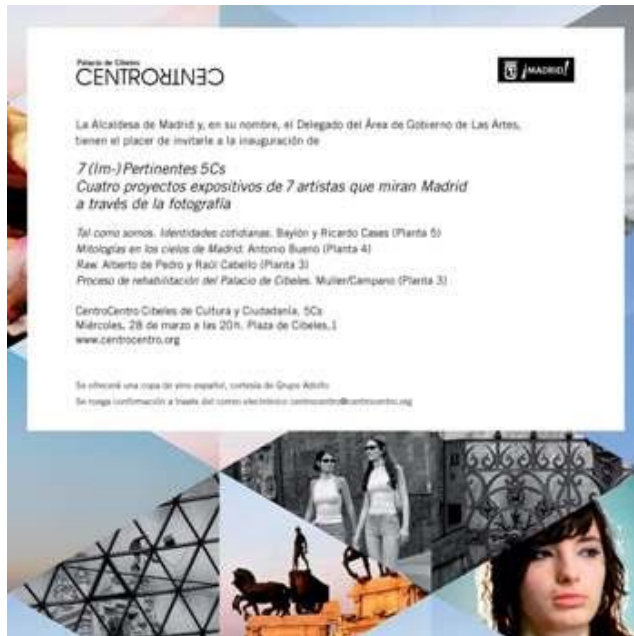 Palacio de Cibeles
CENTROCENTRO
¡MADRID!
La Alcaldesa de Madrid y, en su nombre, el Delegado del Área de Gobierno de Las Artes,
tienen el placer de invitarle a la inauguración de
7 (Im-) Pertinentes 5Cs
Cuatro proyectos expositivos de 7 artistas que miran Madrid
a través de la fotografía
Tal como somos. Identidades cotidianas. Baylón y Ricardo Cases (Planta 5)
Mitologías en los cielos de Madrid. Antonio Bueno (Planta 4)
Raw. Alberto de Pedro y Raúl Cabello (Planta 3)
Proceso de rehabilitación del Palacio de Cibeles. Muller/Campano (Planta 3)
CentroCentro Cibeles de Cultura y Ciudadanía, 5Cs
Miércoles, 28 de marzo a las 20h. Plaza de Cibeles,1
www.centrocentro.org
Se ofrecerá una copa de vino español, cortesía de Grupo Adolfo
Se ruega confirmación a través del correo electrónico centrocentro@centrocentro.org